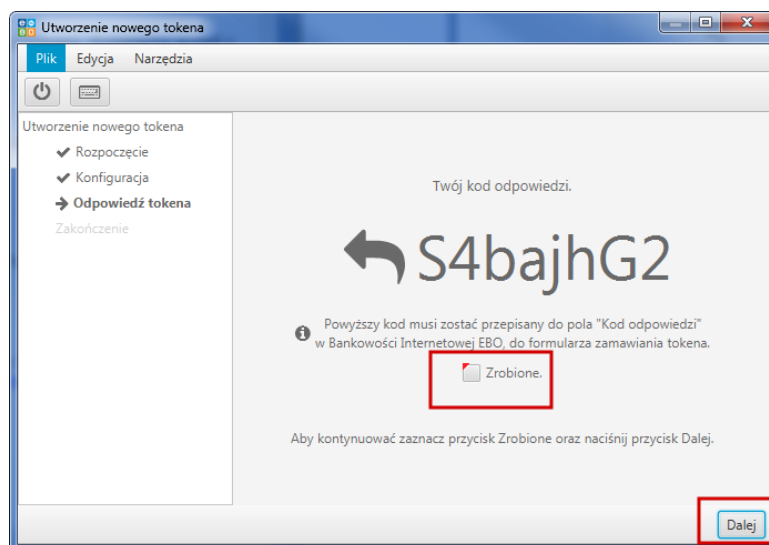 Utworzenie nowego tokena
Plik Edycja Narzędzia
Utworzenie nowego tokena
Rozpoczęcie
Konfiguracja
Odpowiedź tokena
Zakończenie
Twój kod odpowiedzi.
S4bajhG2
Powyższy kod musi zostać przepisany do pola "Kod odpowiedzi"
w Bankowości Internetowej EBO, do formularza zamawiania tokena.
Zrobione.
Aby kontynuować zaznacz przycisk Zrobione oraz naciśnij przycisk Dalej.
Dalej